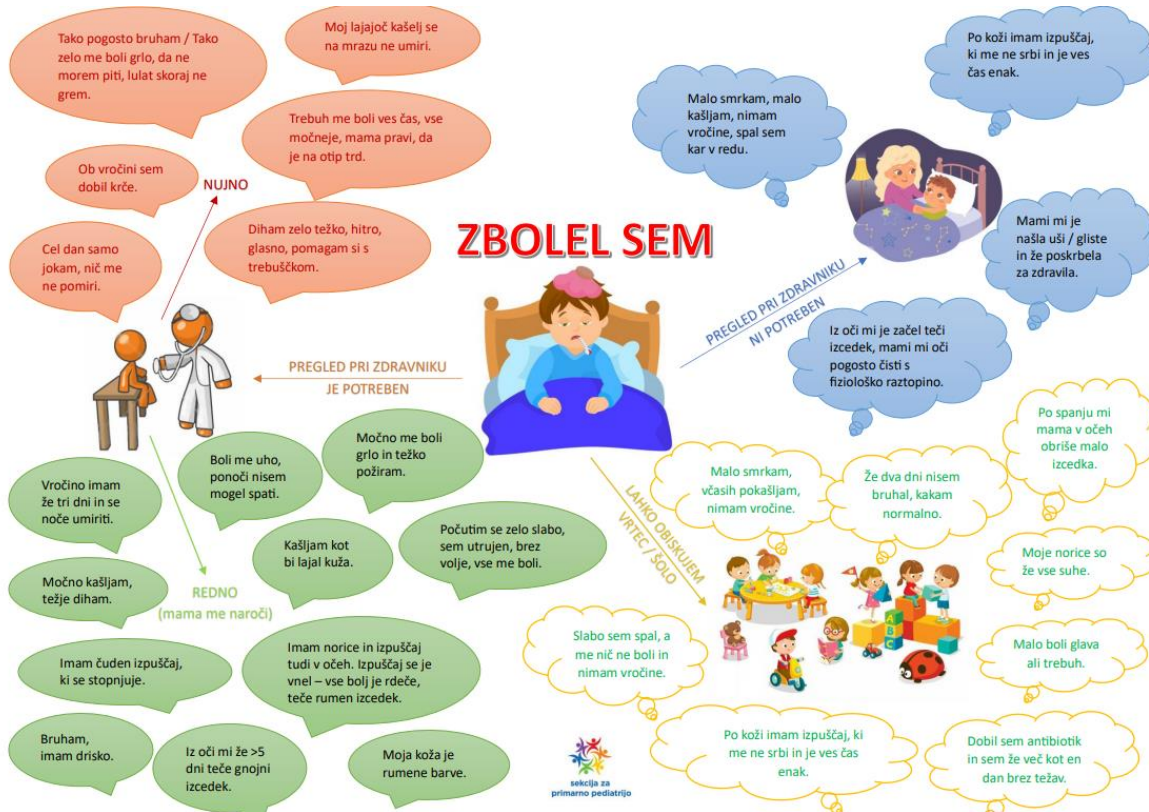 Tako pogosto bruham / Tako
zelo me boli grlo, da ne
morem piti, lulat skoraj ne
grem.
Moj lajajoč kašelj se
na mrazu ne umiri.
Trebuh me boli ves čas, vse
močneje, mama pravi, da
je na otip trd.
Ob vročini sem
dobil krče.
NUJNO
Cel dan samo
jokam, nič me
ne pomiri.
Diham zelo težko, hitro,
glasno, pomagam si s
trebuščkom.
ZBOLEL SEM
Po koži imam izpuščaj,
ki me ne srbi in je ves
čas enak.
Malo smrkam, malo
kašljam, nimam
vročine, spal sem
kar v redu.
Mami mi je
našla uši / gliste
in že poskrbela
za zdravila.
PREGLED PRI ZDRAVNIKU
NI POTREBEN
Iz oči mi je začel teči
izcedek, mami mi oči
pogosto čisti s
fiziološko raztopino.
PREGLED PRI ZDRAVNIKU
JE POTREBEN
Vročino imam
že tri dni in se
noče umiriti.
Boli me uho,
ponoči nisem
mogel spati.
Močno me boli
grlo in težko
požiram.
Močno kašljam,
težje diham.
REDNO
(mama me naroči)
Kašljam kot
bi lajal kuža.
Počutim se zelo slabo,
sem utrujen, brez
volje, vse me boli.
Imam čuden izpuščaj,
ki se stopnjuje.
Imam norice in izpuščaj
tudi v očeh. Izpuščaj se je
vnel – vse bolj je rdeče,
teče rumen izcedek.
Bruham,
imam drisko.
Iz oči mi že >5
dni teče gnojni
izcedek.
Moja koža je
rumene barve.
LAHKO OBISKUJEM
VRTEC / ŠOLO
Malo smrkam,
včasih pokašljam,
nimam vročine.
Že dva dni nisem
bruhal, kakam
normalno.
Po spanju mi
mama v očeh
obriše malo
izcedka.
Moje norice so
že vse suhe.
Slabo sem spal, a
me nič ne boli in
nimam vročine.
A
B
C
Malo boli glava
ali trebuh.
Po koži imam izpuščaj, ki
me ne srbi in je ves čas
enak.
Dobil sem antibiotik
in sem že več kot en
dan brez težav.
sekcija za
primarno pediatrijo